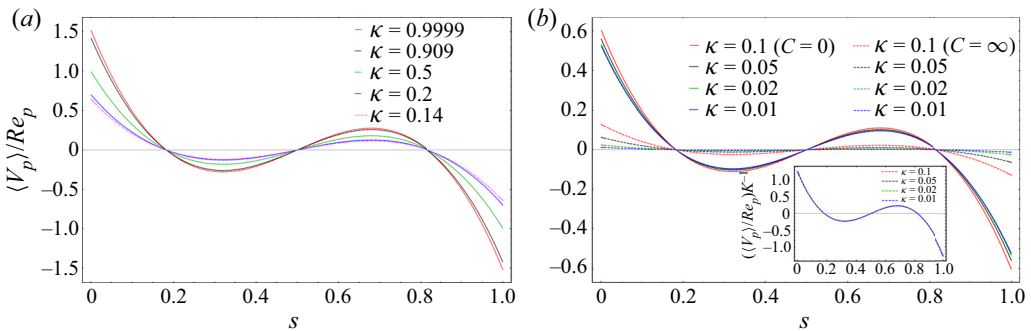 (a)
κ = 0.9999
κ = 0.909
κ = 0.5
κ = 0.2
κ = 0.14
1.5
1.0
0.5
0
−0.5
−1.0
−1.5
⟨V_p⟩/Re_p
0 0.2 0.4 0.6 0.8 1.0
s
(b)
κ = 0.1 (C = 0)
κ = 0.05
κ = 0.02
κ = 0.01
κ = 0.1 (C = ∞)
κ = 0.05
κ = 0.02
κ = 0.01
0.6
0.4
0.2
0
−0.2
−0.4
−0.6
0 0.2 0.4 0.6 0.8 1.0
s
(⟨V_p⟩/Re_p)K⁻¹
1.0
0.5
0
−0.5
−1.0
κ = 0.1
κ = 0.05
κ = 0.02
κ = 0.01
0 0.2 0.4 0.6 0.8 1.0